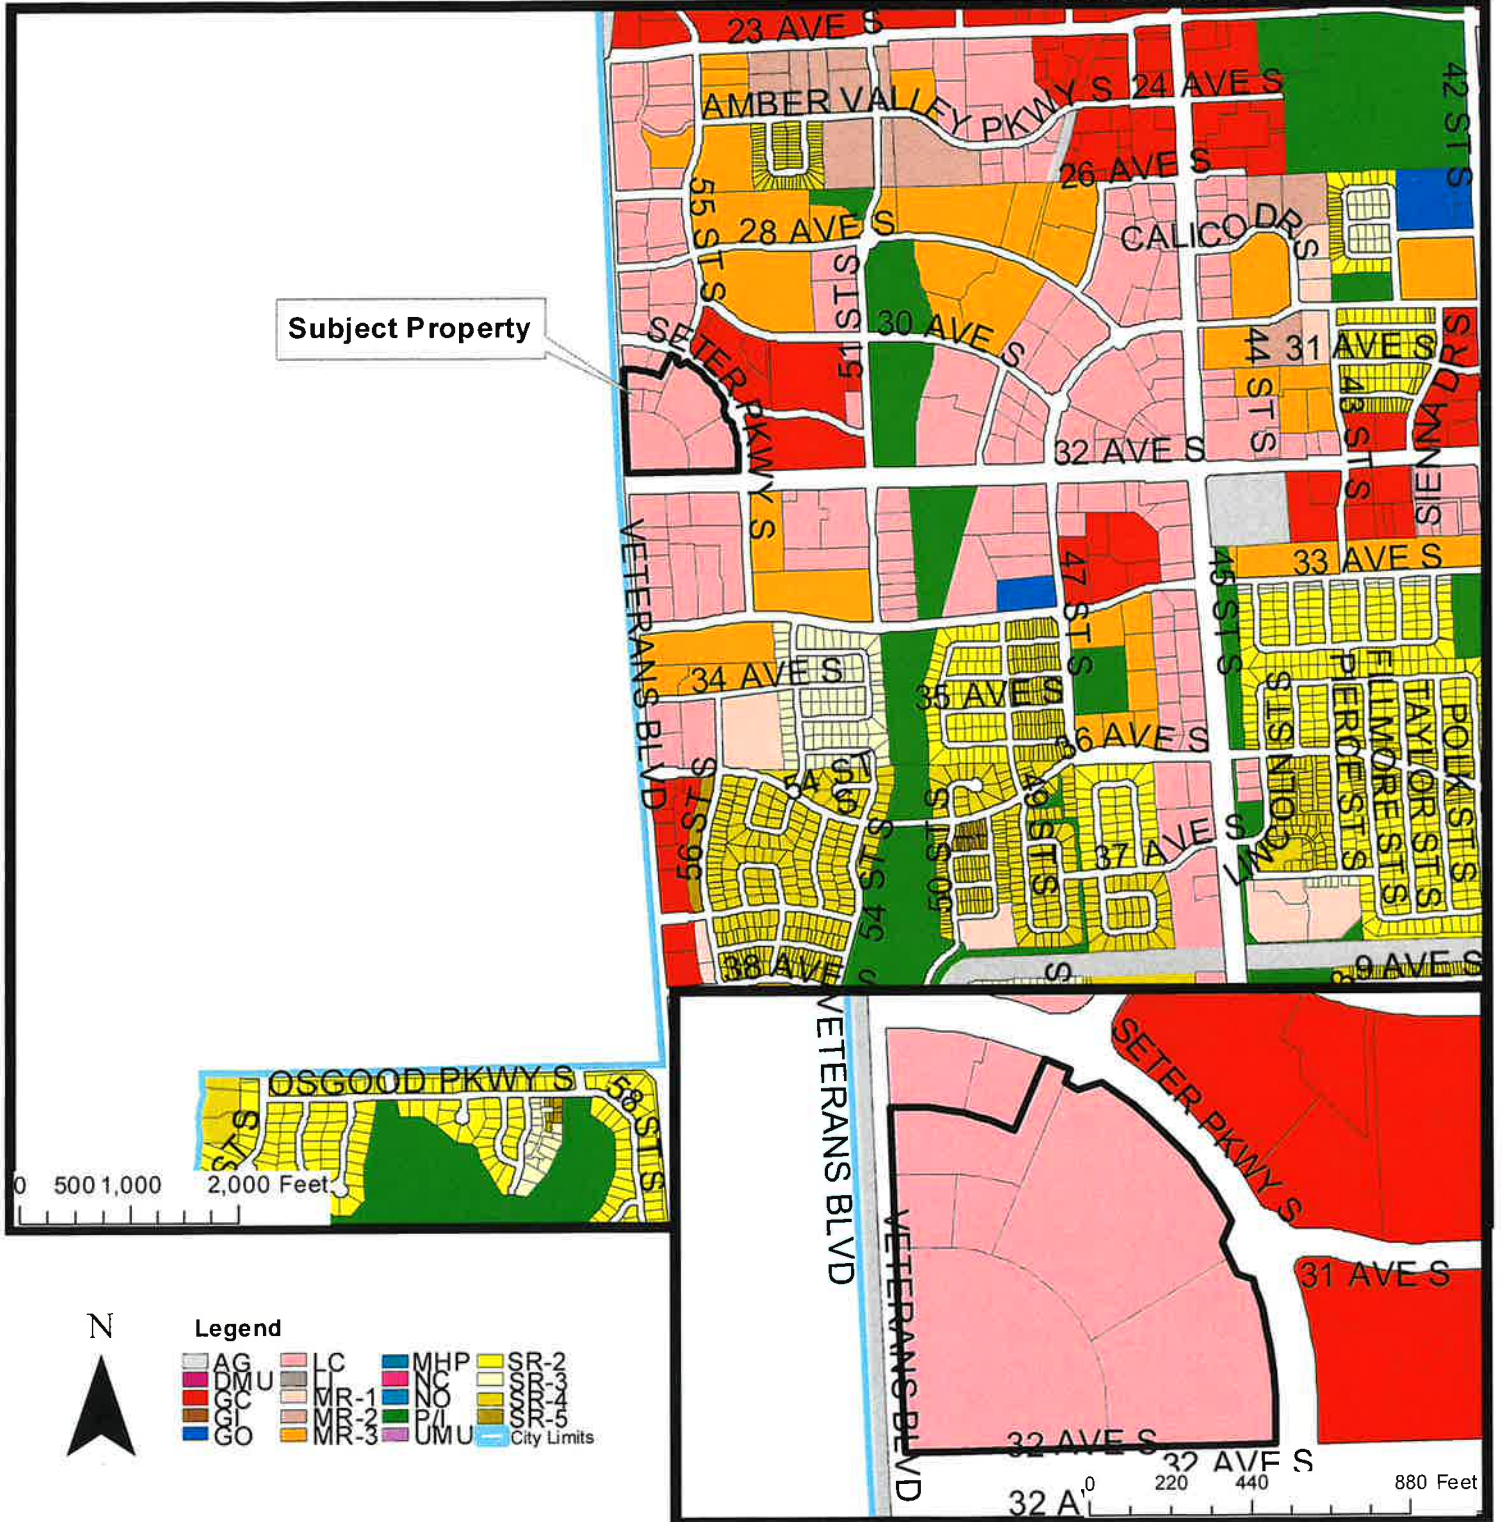 23 AVE S
AMBER VALLEY PKWY S
24 AVE S
42 ST S
26 AVE S
55 ST S
28 AVE S
CALICO DR S
51 ST S
Subject Property
SETER PKWY S
30 AVE S
44 ST S
31 AVE S
43 ST S
SIENNA DR S
32 AVE S
VETERANS BLVD
33 AVE S
47 ST S
45 ST S
34 AVE S
35 AVE S
36 AVE S
LINCOLN ST S
PIERCE ST S
FILLMORE ST S
TAYLOR ST S
POLK ST S
54 ST S
56 ST S
54 ST S
50 ST S
49 ST S
37 AVE S
38 AVE S
S
9 AVE S
OSGOOD PKWY S
58 ST S
ST S
0 500 1,000 2,000 Feet
VETERANS BLVD
SETER PKWY S
31 AVE S
VETERANS BLVD
32 AVE S
32 AVE S
32 A
0 220 440 880 Feet
N
Legend
AG
DMU
GC
GI
GO
LC
LI
MR-1
MR-2
MR-3
MHP
NC
NO
P/I
UMU
SR-2
SR-3
SR-4
SR-5
City Limits